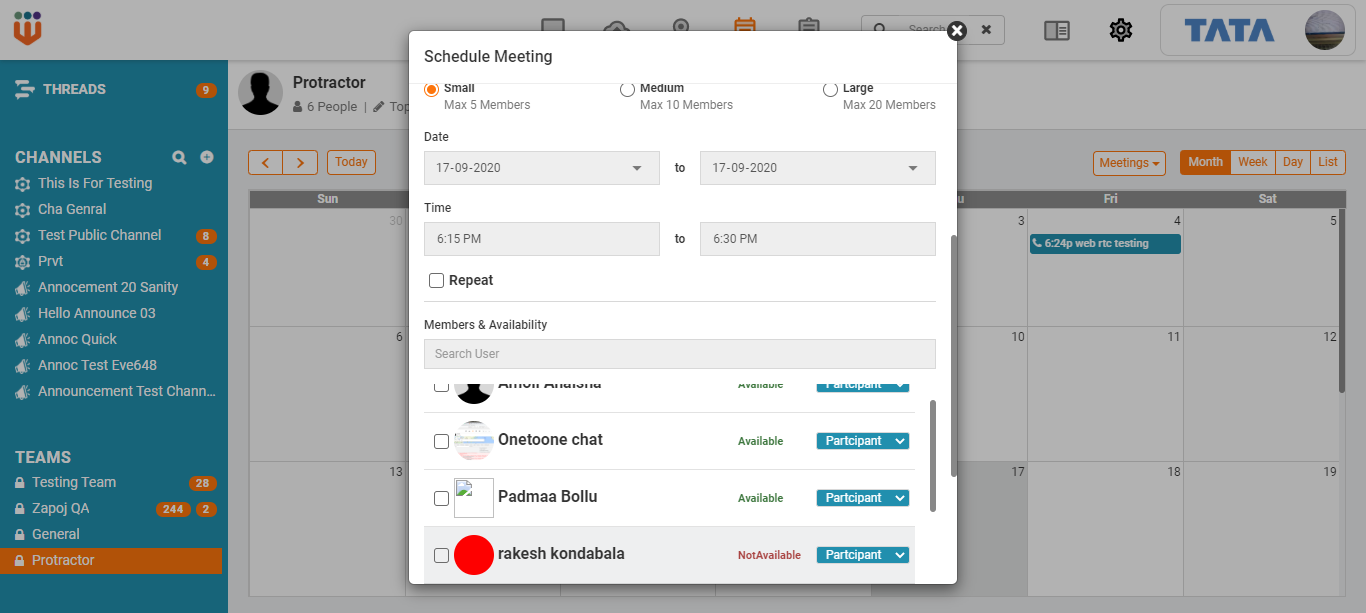 Search
TATA
THREADS 9
Protractor
6 People | Top
CHANNELS
This Is For Testing
Cha Genral
Test Public Channel 8
Prvt 4
Annocement 20 Sanity
Hello Announce 03
Annoc Quick
Annoc Test Eve648
Announcement Test Chann...
TEAMS
Testing Team 28
Zapoj QA 244 2
General
Protractor
Today
Meetings
Month Week Day List
Sun Fri Sat
30 3 4 5
6:24p web rtc testing
6 10 11 12
13 17 18 19
Schedule Meeting
Small Medium Large
Max 5 Members Max 10 Members Max 20 Members
Date
17-09-2020 to 17-09-2020
Time
6:15 PM to 6:30 PM
Repeat
Members & Availability
Search User
Available Participant
Onetoone chat Available Participant
Padmaa Bollu Available Participant
rakesh kondabala NotAvailable Participant